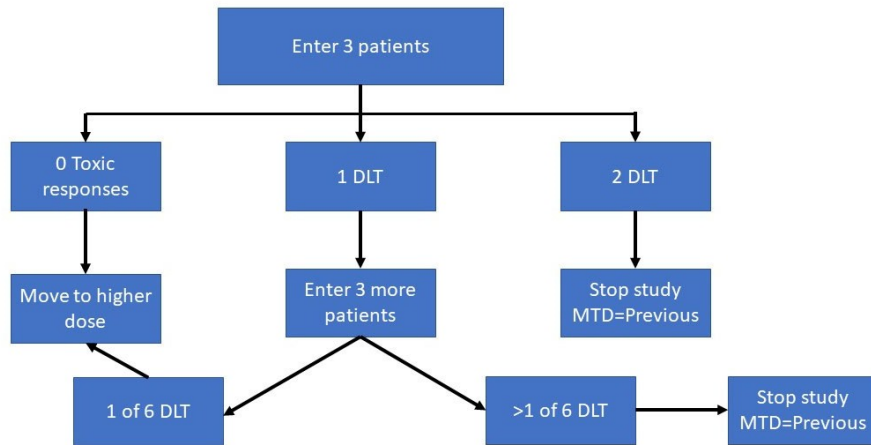 Enter 3 patients
0 Toxic
responses
1 DLT
2 DLT
Move to higher
dose
Enter 3 more
patients
Stop study
MTD=Previous
1 of 6 DLT
>1 of 6 DLT
Stop study
MTD=Previous